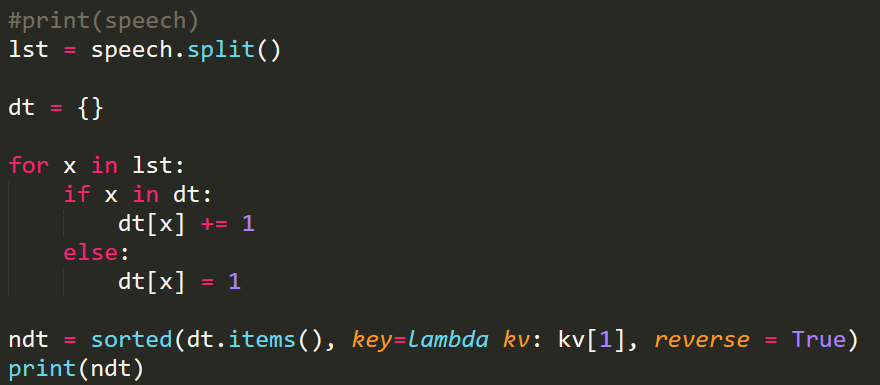 #print(speech)
lst = speech.split()
dt = {}
for x in lst:
    if x in dt:
        dt[x] += 1
    else:
        dt[x] = 1
ndt = sorted(dt.items(), key=lambda kv: kv[1], reverse = True)
print(ndt)